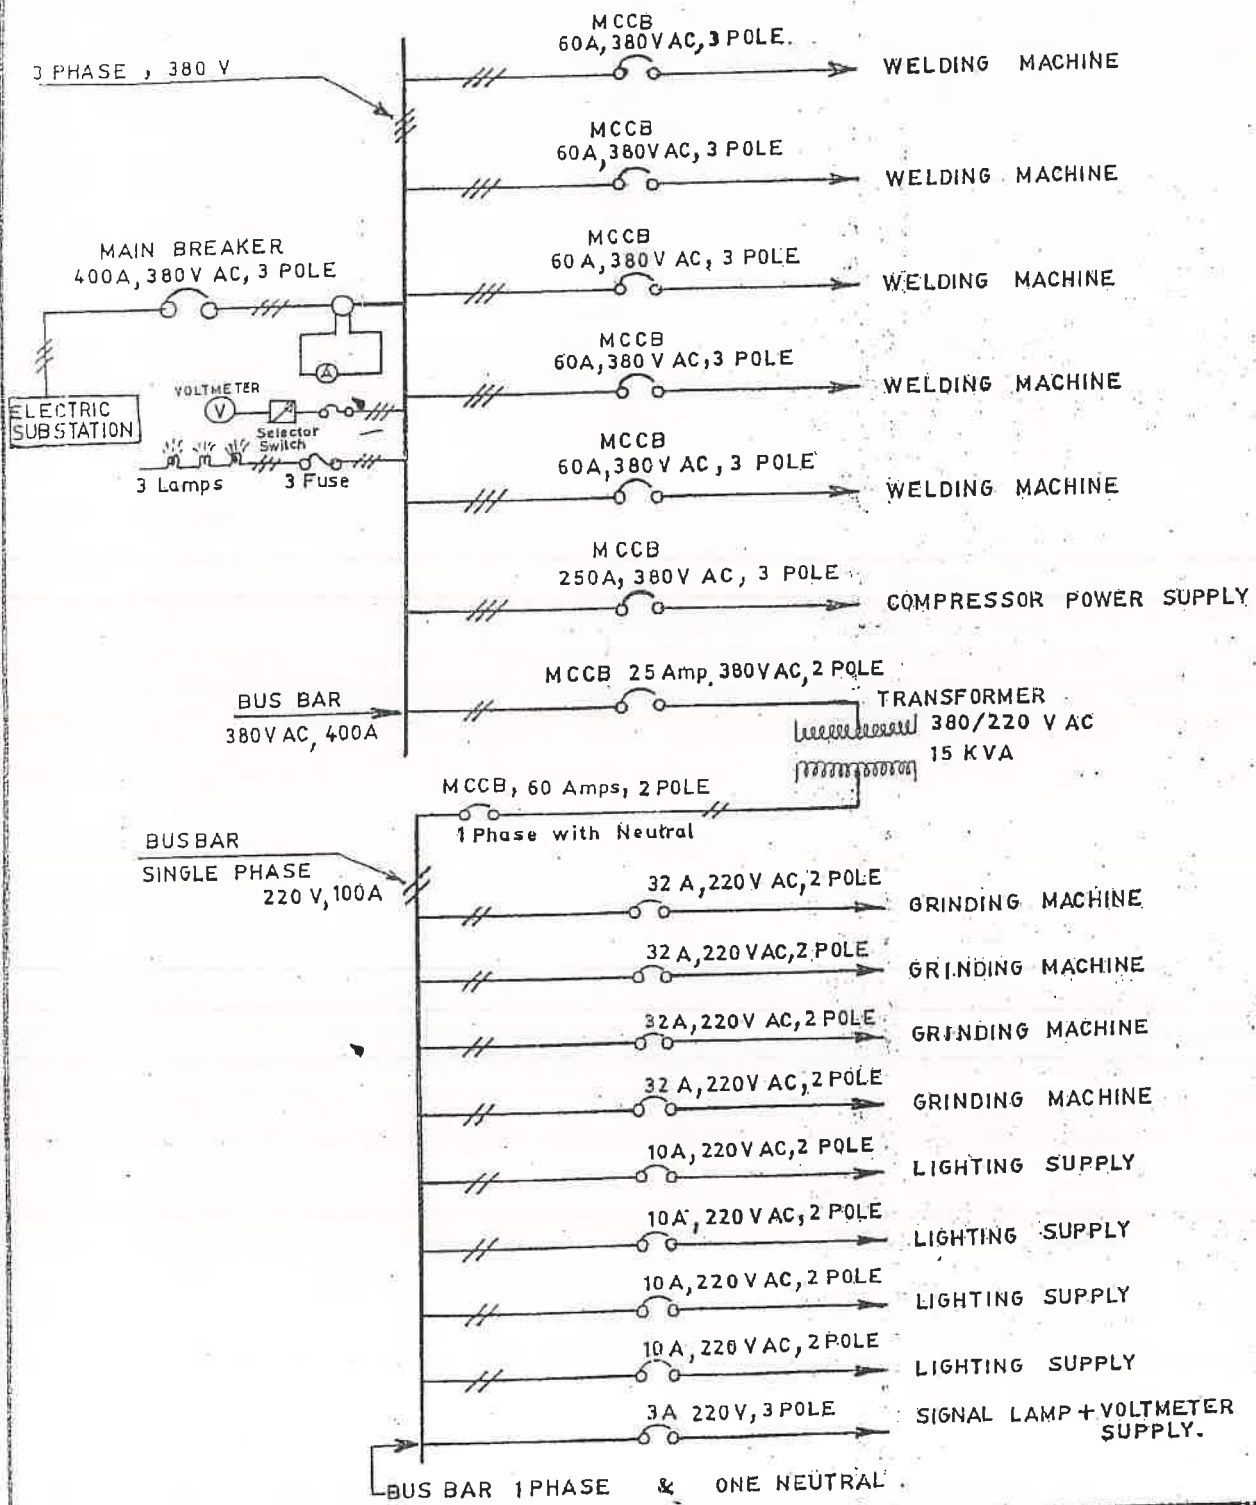 MCCB
60A, 380V AC, 3 POLE.
WELDING MACHINE
3 PHASE , 380 V
MCCB
60A, 380V AC, 3 POLE
WELDING MACHINE
MAIN BREAKER
400A, 380V AC, 3 POLE
MCCB
60A, 380V AC, 3 POLE
WELDING MACHINE
A
ELECTRIC
SUBSTATION
VOLTMETER
V
Selector
Switch
3 Lamps
3 Fuse
MCCB
60A, 380 V AC, 3 POLE
WELDING MACHINE
MCCB
60A, 380V AC, 3 POLE
WELDING MACHINE
MCCB
250A, 380V AC, 3 POLE
COMPRESSOR POWER SUPPLY
MCCB 25 Amp, 380V AC, 2 POLE
BUS BAR
380V AC, 400A
TRANSFORMER
380/220 V AC
15 KVA
MCCB, 60 Amps, 2 POLE
1 Phase with Neutral
BUS BAR
SINGLE PHASE
220 V, 100A
32 A, 220V AC, 2 POLE
GRINDING MACHINE
32 A, 220 V AC, 2 POLE
GRINDING MACHINE
32A, 220V AC, 2 POLE
GRINDING MACHINE
32 A, 220V AC, 2 POLE
GRINDING MACHINE
10A, 220V AC, 2 POLE
LIGHTING SUPPLY
10A, 220 V AC, 2 POLE
LIGHTING SUPPLY
10 A, 220 V AC, 2 POLE
LIGHTING SUPPLY
10 A, 220 V AC, 2 POLE
LIGHTING SUPPLY
3A 220V, 3 POLE
SIGNAL LAMP + VOLTMETER
SUPPLY.
BUS BAR 1 PHASE & ONE NEUTRAL .